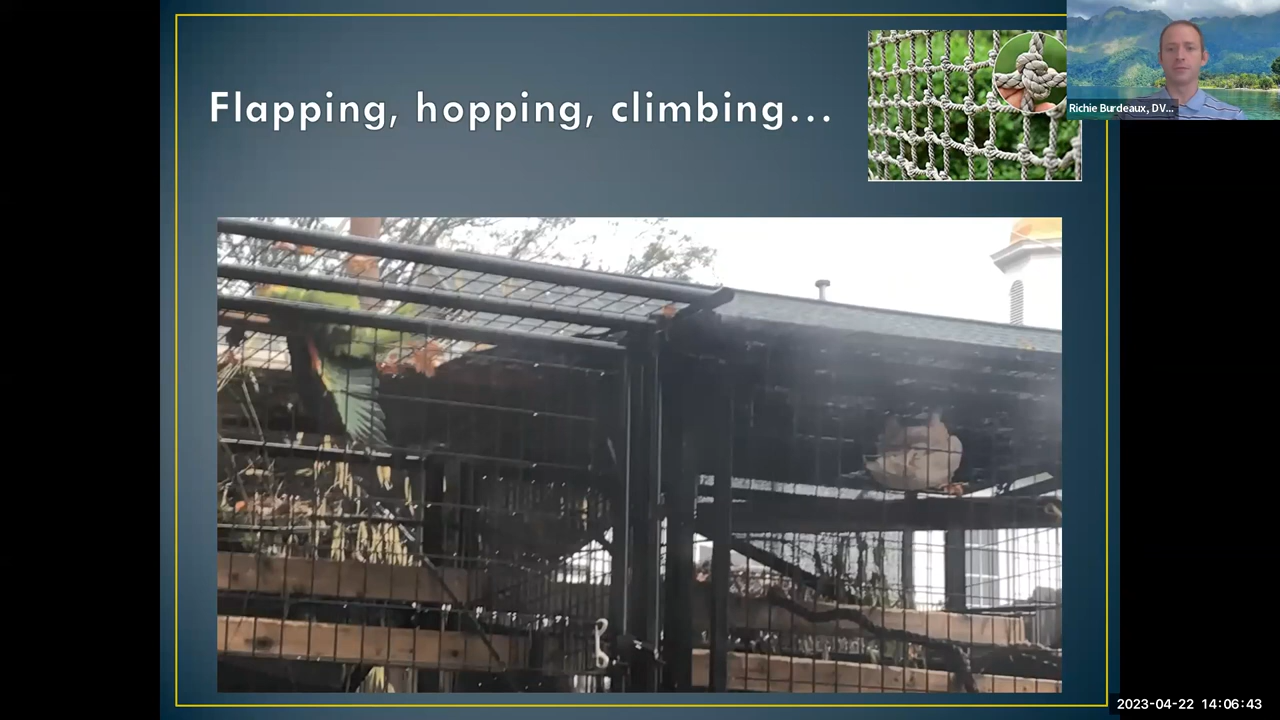 Flapping, hopping, climbing...
Richie Burdeaux, DV...
2023-04-22 14:06:43